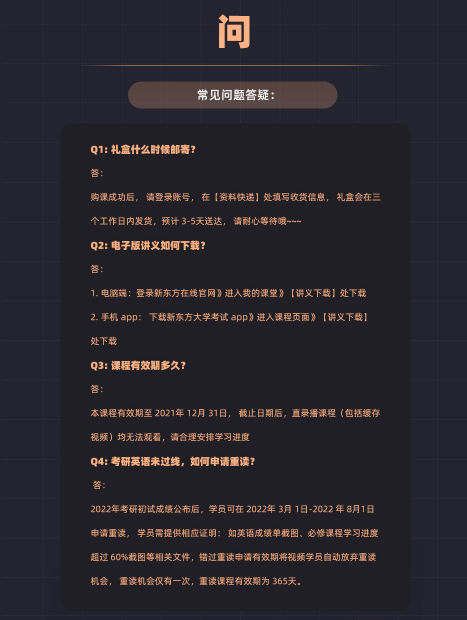 问
常见问题答疑：
Q1: 礼盒什么时候邮寄？
答：
购课成功后， 请登录账号， 在【资料快递】处填写收货信息， 礼盒会在三
个工作日内发货，预计 3-5天送达， 请耐心等待哦~~~
Q2: 电子版讲义如何下载？
答：
1. 电脑端：登录新东方在线官网》进入我的课堂》【讲义下载】处下载
2. 手机 app： 下载新东方大学考试 app》进入课程页面》【讲义下载】
处下载
Q3: 课程有效期多久？
答：
本课程有效期至 2021年 12月 31日， 截止日期后，直录播课程（包括缓存
视频）均无法观看，请合理安排学习进度
Q4: 考研英语未过线，如何申请重读？
答：
2022年考研初试成绩公布后，学员可在 2022年 3月 1日-2022 年 8月1日
申请重读， 学员需提供相应证明： 如英语成绩单截图、必修课程学习进度
超过 60%截图等相关文件，错过重读申请有效期将视频学员自动放弃重读
机会， 重读机会仅有一次，重读课程有效期为 365天。